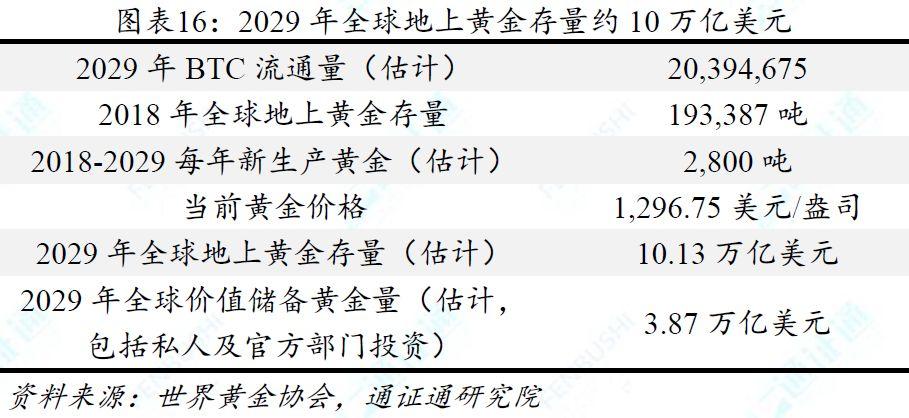 图表16：2029 年全球地上黄金存量约 10 万亿美元
2029 年 BTC 流通量（估计） 20,394,675
2018 年全球地上黄金存量 193,387 吨
2018-2029 每年新生产黄金（估计） 2,800 吨
当前黄金价格 1,296.75 美元/盎司
2029 年全球地上黄金存量（估计） 10.13 万亿美元
2029 年全球价值储备黄金量（估计，
包括私人及官方部门投资） 3.87 万亿美元
资料来源：世界黄金协会，通证通研究院